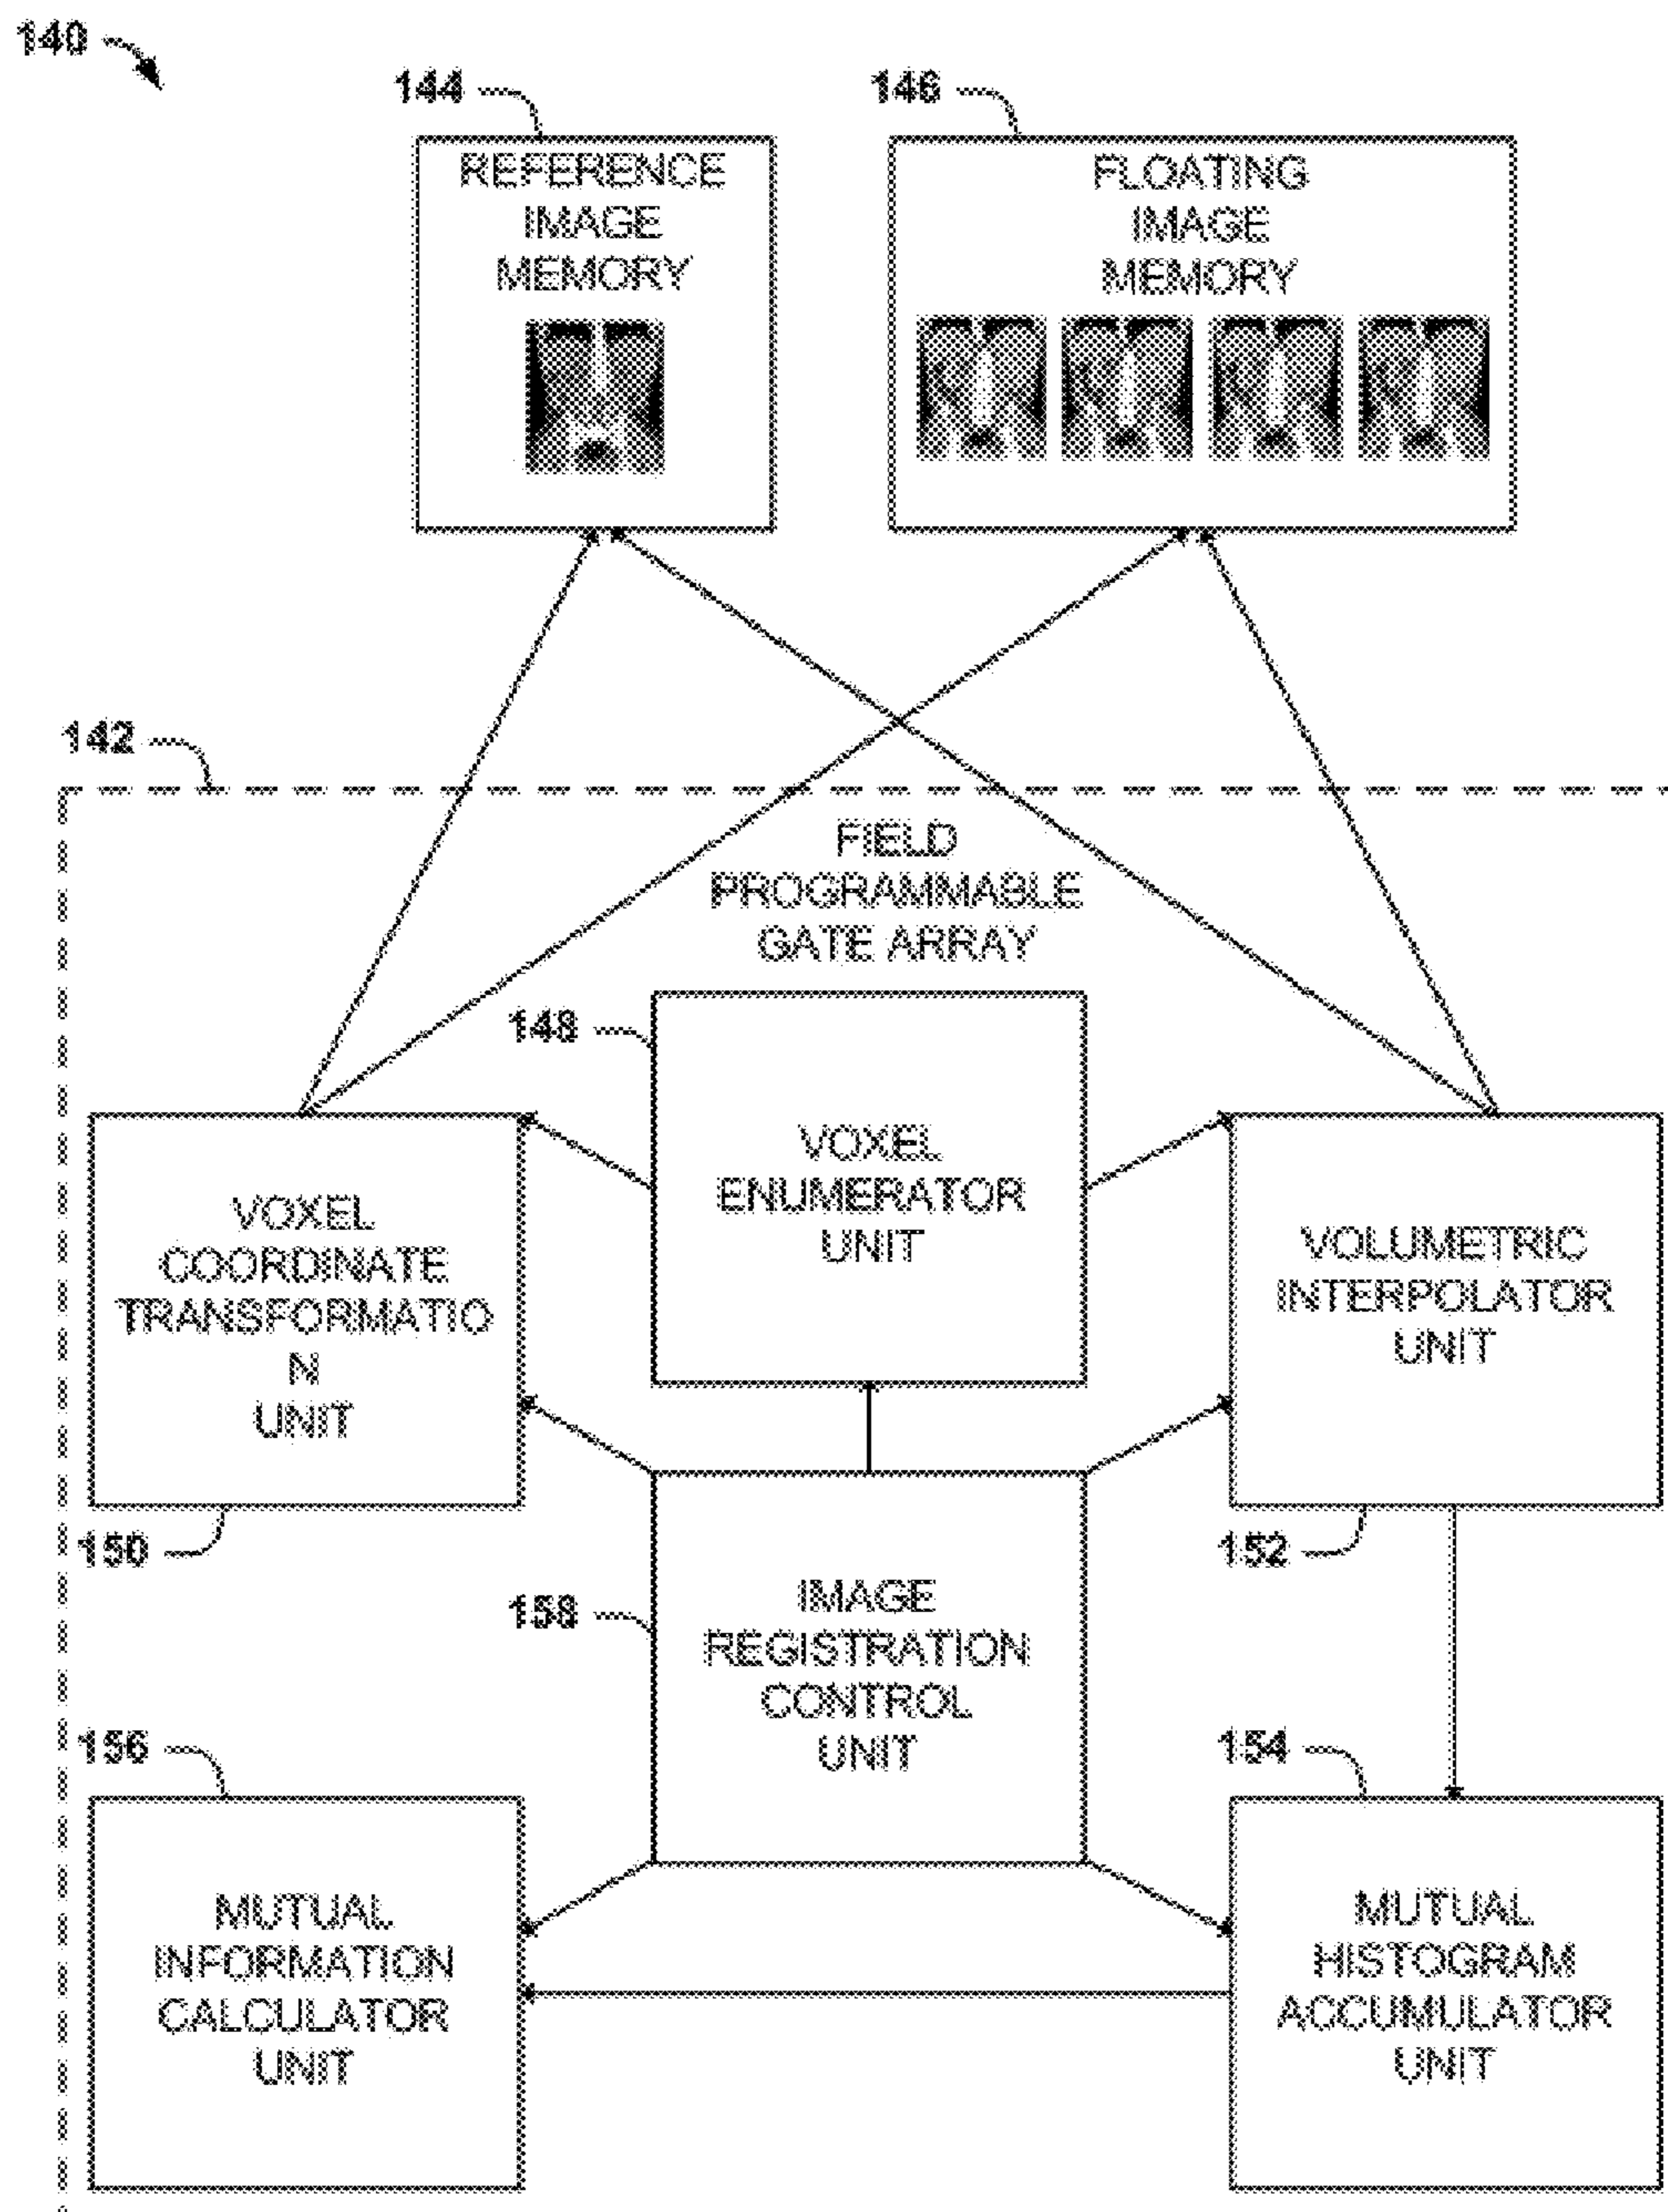 140
144
146
REFERENCE
IMAGE
MEMORY
FLOATING
IMAGE
MEMORY
142
FIELD
PROGRAMMABLE
GATE ARRAY
148
VOXEL
ENUMERATOR
UNIT
VOXEL
COORDINATE
TRANSFORMATIO
N
UNIT
VOLUMETRIC
INTERPOLATOR
UNIT
150
152
158
IMAGE
REGISTRATION
CONTROL
UNIT
156
154
MUTUAL
INFORMATION
CALCULATOR
UNIT
MUTUAL
HISTOGRAM
ACCUMULATOR
UNIT